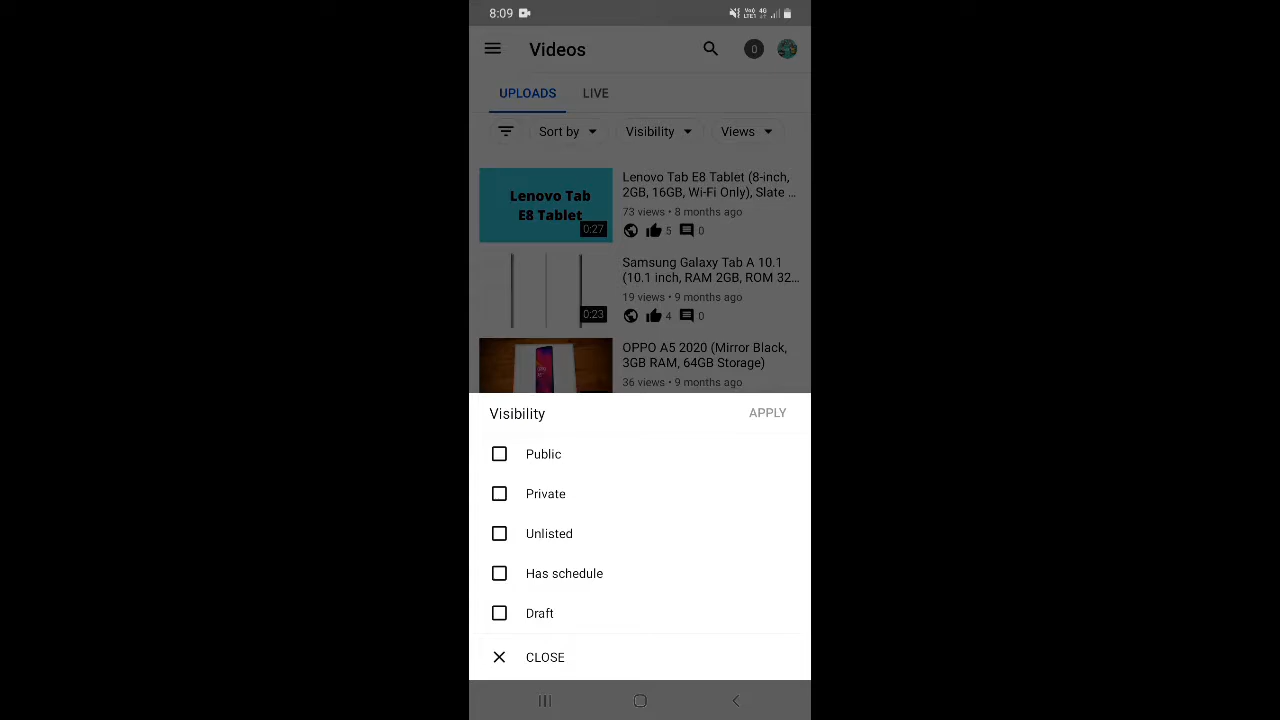 8:09
Vo) 4G
LTE1
Videos
0
UPLOADS LIVE
Sort by Visibility Views
Lenovo Tab
E8 Tablet
0:27
Lenovo Tab E8 Tablet (8-inch,
2GB, 16GB, Wi-Fi Only), Slate ...
73 views • 8 months ago
5 0
0:23
Samsung Galaxy Tab A 10.1
(10.1 inch, RAM 2GB, ROM 32...
19 views • 9 months ago
4 0
OPPO A5 2020 (Mirror Black,
3GB RAM, 64GB Storage)
36 views • 9 months ago
Visibility APPLY
Public
Private
Unlisted
Has schedule
Draft
CLOSE